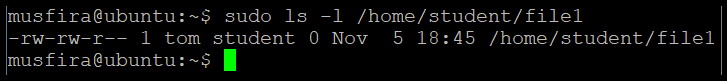 musfira@ubuntu:~$ sudo ls -l /home/student/file1
-rw-rw-r-- 1 tom student 0 Nov  5 18:45 /home/student/file1
musfira@ubuntu:~$